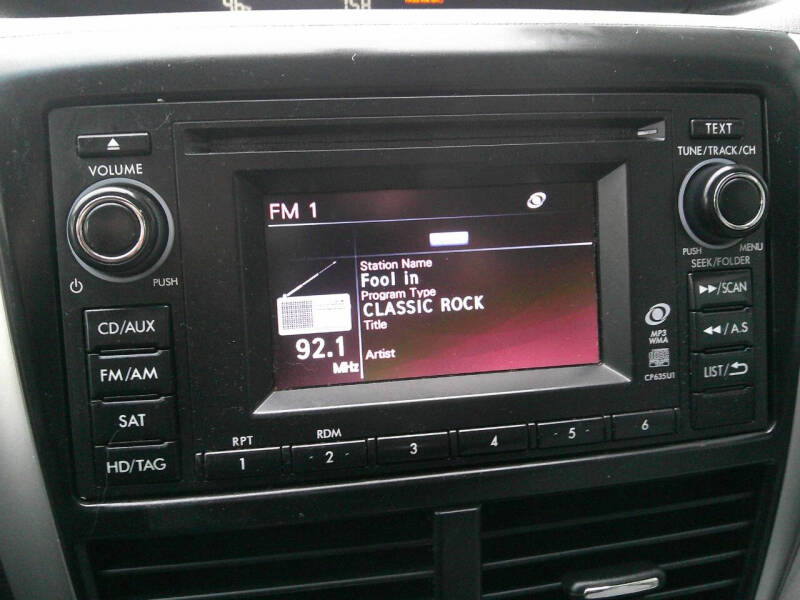 VOLUME
PUSH
CD/AUX
FM/AM
SAT
HD/TAG
FM 1
Station Name
Fool in
Program Type
CLASSIC ROCK
Title
92.1
MHz
Artist
TEXT
TUNE/TRACK/CH
PUSH
MENU
SEEK/FOLDER
/SCAN
/A.S
LIST/
MP3
WMA
CP635U1
RPT
RDM
1
- 2 -
3
4
- 5 -
6